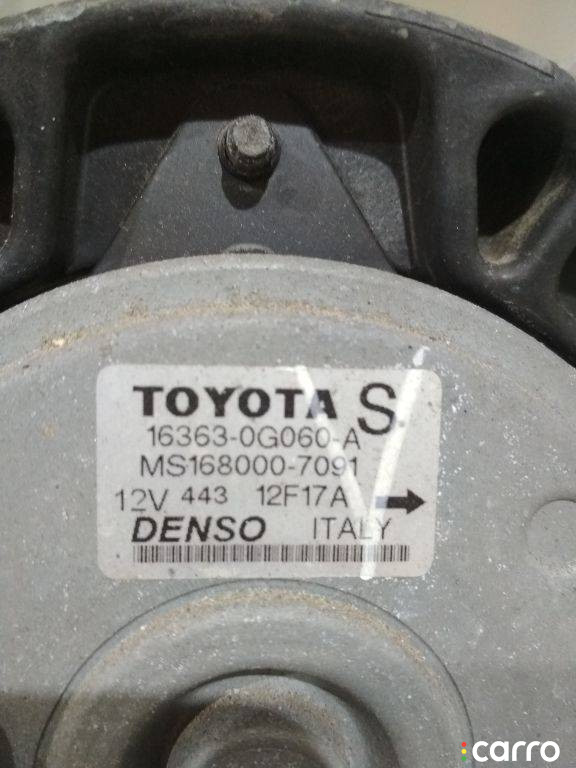 TOYOTA S
16363-0G060-A
MS168000-7091
12V 443 12F17A
DENSO ITALY
carro